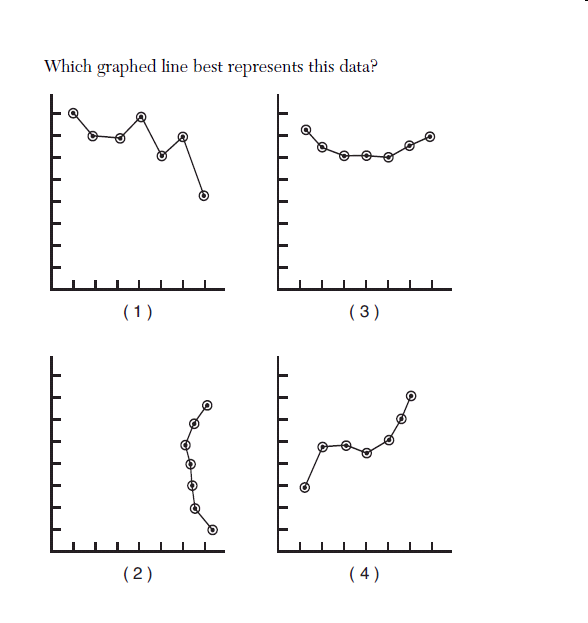 Which graphed line best represents this data?
(1) (3)
(2) (4)